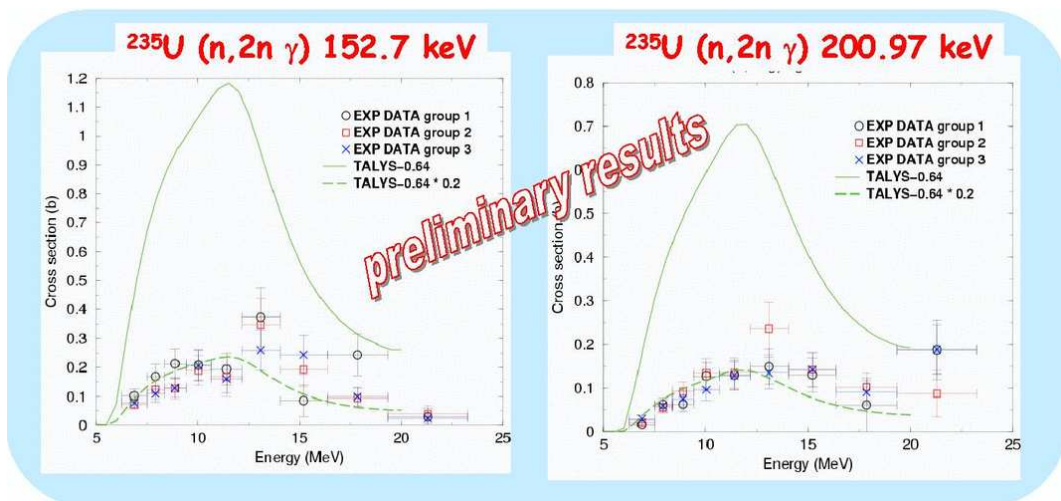 ²³⁵U (n,2n γ) 152.7 keV
1.2
1.1
1
0.9
0.8
0.7
0.6
0.5
0.4
0.3
0.2
0.1
0
Cross section (b)
EXP DATA group 1
EXP DATA group 2
EXP DATA group 3
TALYS-0.64
TALYS-0.64 * 0.2
5 10 15 20 25
Energy (MeV)
preliminary results
²³⁵U (n,2n γ) 200.97 keV
0.8
0.7
0.5
0.4
0.3
0.2
0.1
0
Cross section
EXP DATA group 1
EXP DATA group 2
EXP DATA group 3
TALYS-0.64
TALYS-0.64 * 0.2
5 10 15 20 25
Energy (MeV)